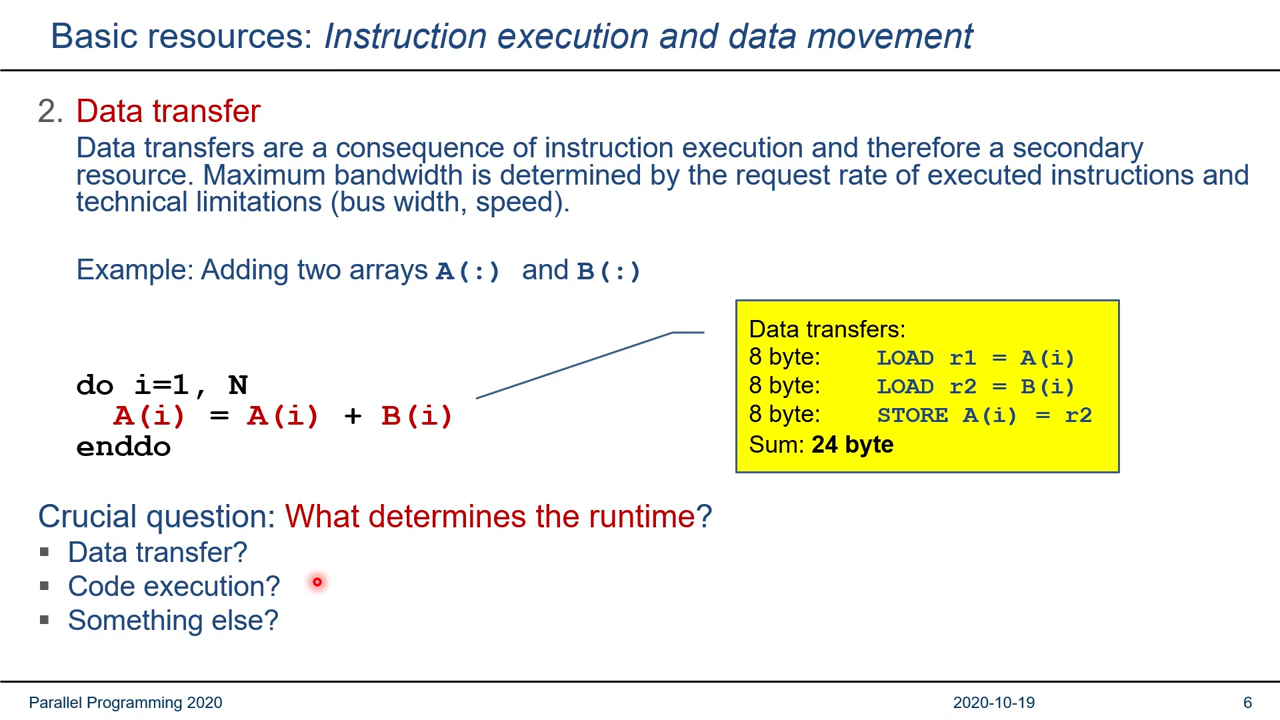 Basic resources: Instruction execution and data movement
2. Data transfer
Data transfers are a consequence of instruction execution and therefore a secondary
resource. Maximum bandwidth is determined by the request rate of executed instructions and
technical limitations (bus width, speed).
Example: Adding two arrays A(:) and B(:)
do i=1, N
A(i) = A(i) + B(i)
enddo
Data transfers:
8 byte: LOAD r1 = A(i)
8 byte: LOAD r2 = B(i)
8 byte: STORE A(i) = r2
Sum: 24 byte
Crucial question: What determines the runtime?
▪ Data transfer?
▪ Code execution?
▪ Something else?
Parallel Programming 2020
2020-10-19
6